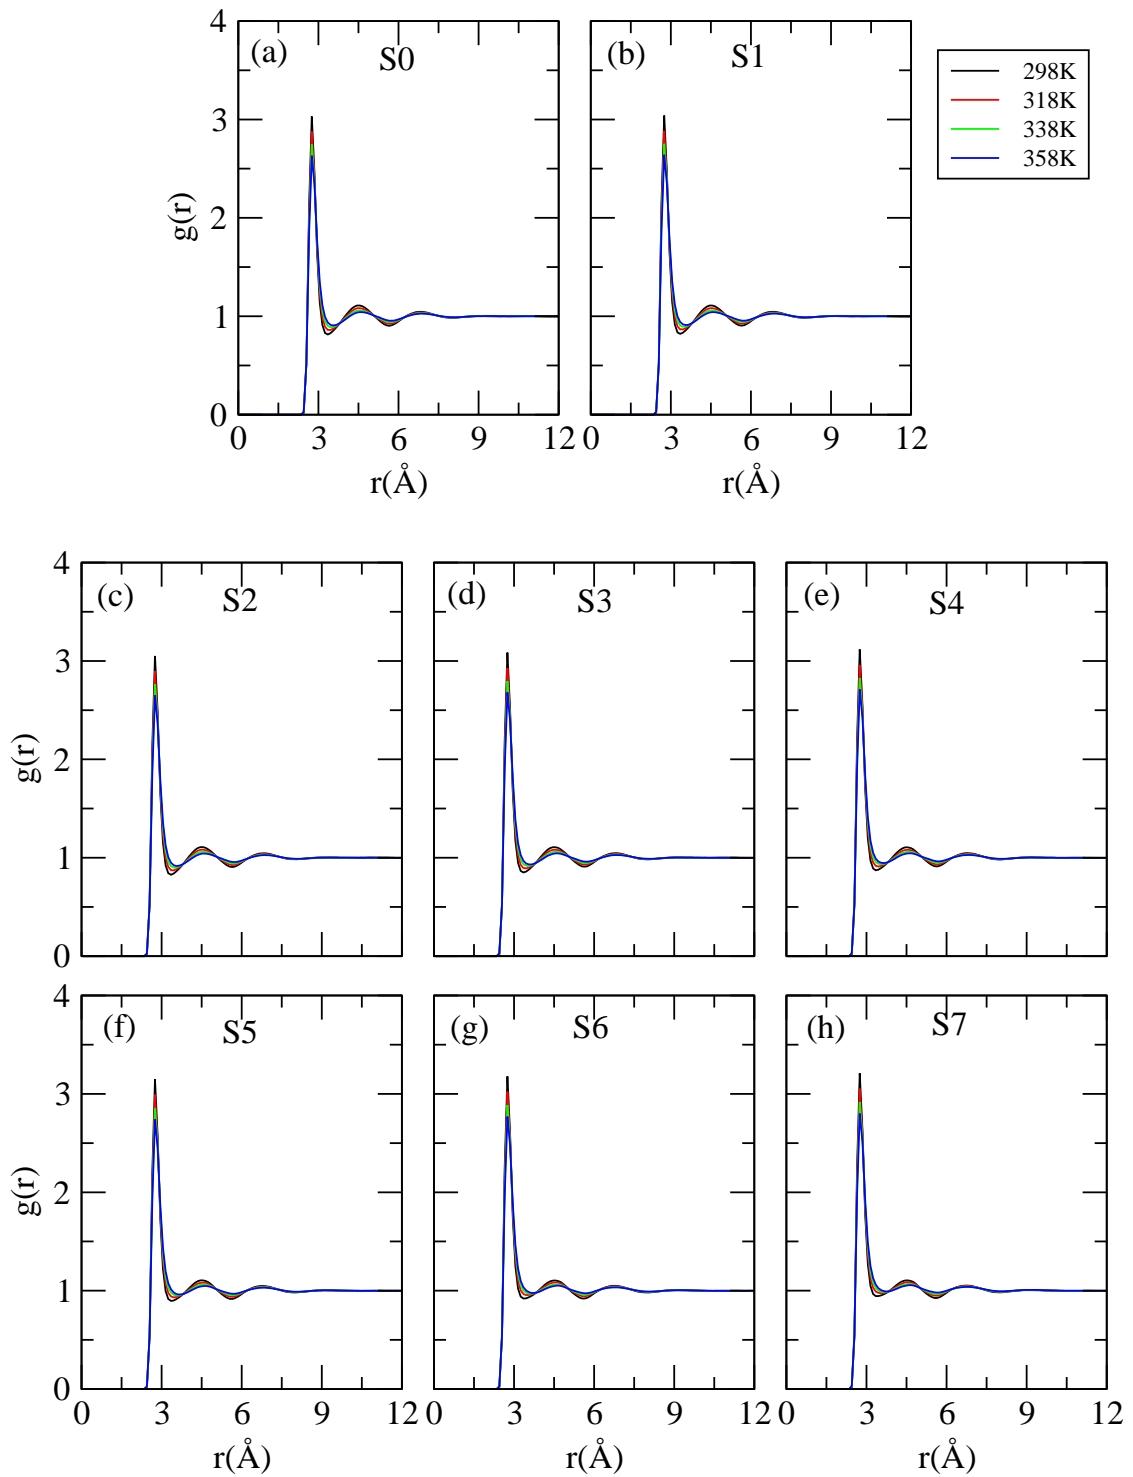 (a) S0
(b) S1
298K
318K
338K
358K
4
3
2
1
0
g(r)
0 3 6 9 12
0 3 6 9 12
r(Å)
r(Å)
(c) S2
(d) S3
(e) S4
4
3
2
1
0
g(r)
(f) S5
(g) S6
(h) S7
4
3
2
1
0
g(r)
0 3 6 9 12
0 3 6 9 12
0 3 6 9 12
r(Å)
r(Å)
r(Å)